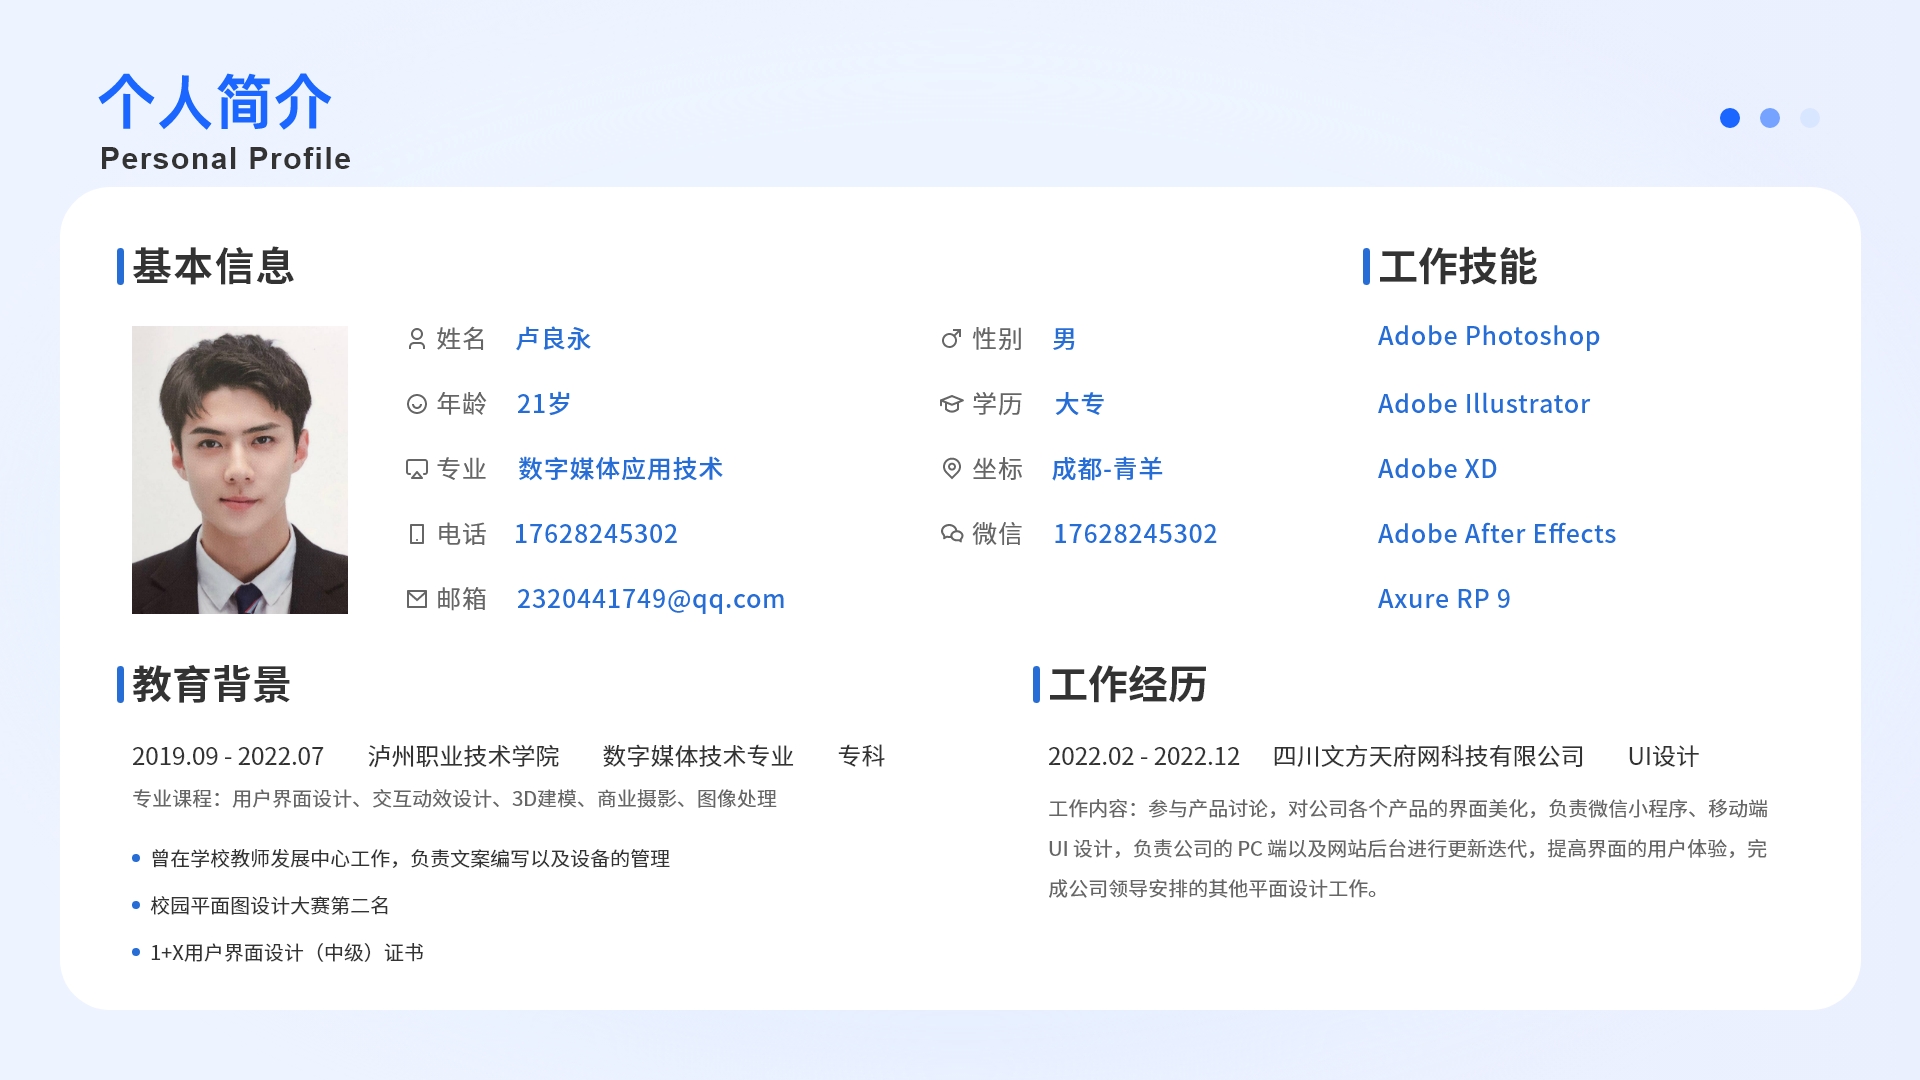 个人简介
Personal Profile
基本信息
姓名 卢良永
性别 男
年龄 21岁
学历 大专
专业 数字媒体应用技术
坐标 成都-青羊
电话 17628245302
微信 17628245302
邮箱 2320441749@qq.com
工作技能
Adobe Photoshop
Adobe Illustrator
Adobe XD
Adobe After Effects
Axure RP 9
教育背景
2019.09 - 2022.07 泸州职业技术学院 数字媒体技术专业 专科
专业课程：用户界面设计、交互动效设计、3D建模、商业摄影、图像处理
曾在学校教师发展中心工作，负责文案编写以及设备的管理
校园平面图设计大赛第二名
1+X用户界面设计（中级）证书
工作经历
2022.02 - 2022.12 四川文方天府网科技有限公司 UI设计
工作内容：参与产品讨论，对公司各个产品的界面美化，负责微信小程序、移动端
UI 设计，负责公司的 PC 端以及网站后台进行更新迭代，提高界面的用户体验，完
成公司领导安排的其他平面设计工作。